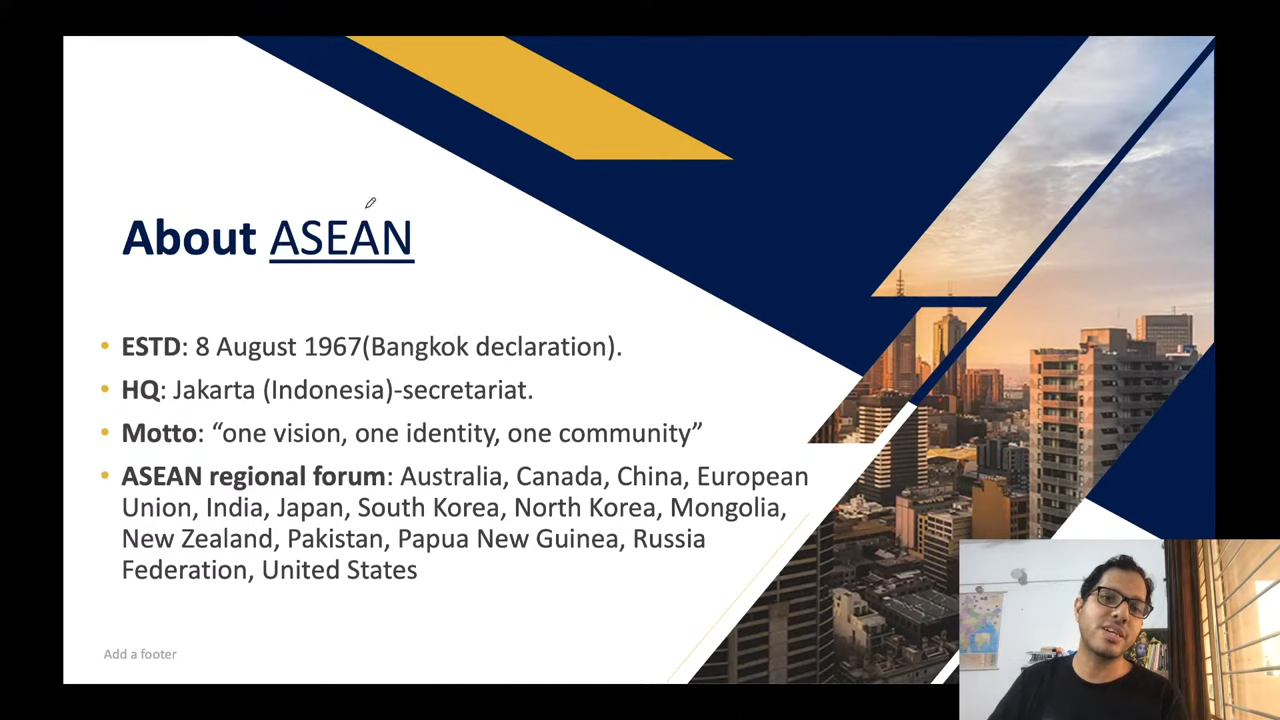 About ASEAN
• ESTD: 8 August 1967(Bangkok declaration).
• HQ: Jakarta (Indonesia)-secretariat.
• Motto: “one vision, one identity, one community”
• ASEAN regional forum: Australia, Canada, China, European
Union, India, Japan, South Korea, North Korea, Mongolia,
New Zealand, Pakistan, Papua New Guinea, Russia
Federation, United States
Add a footer